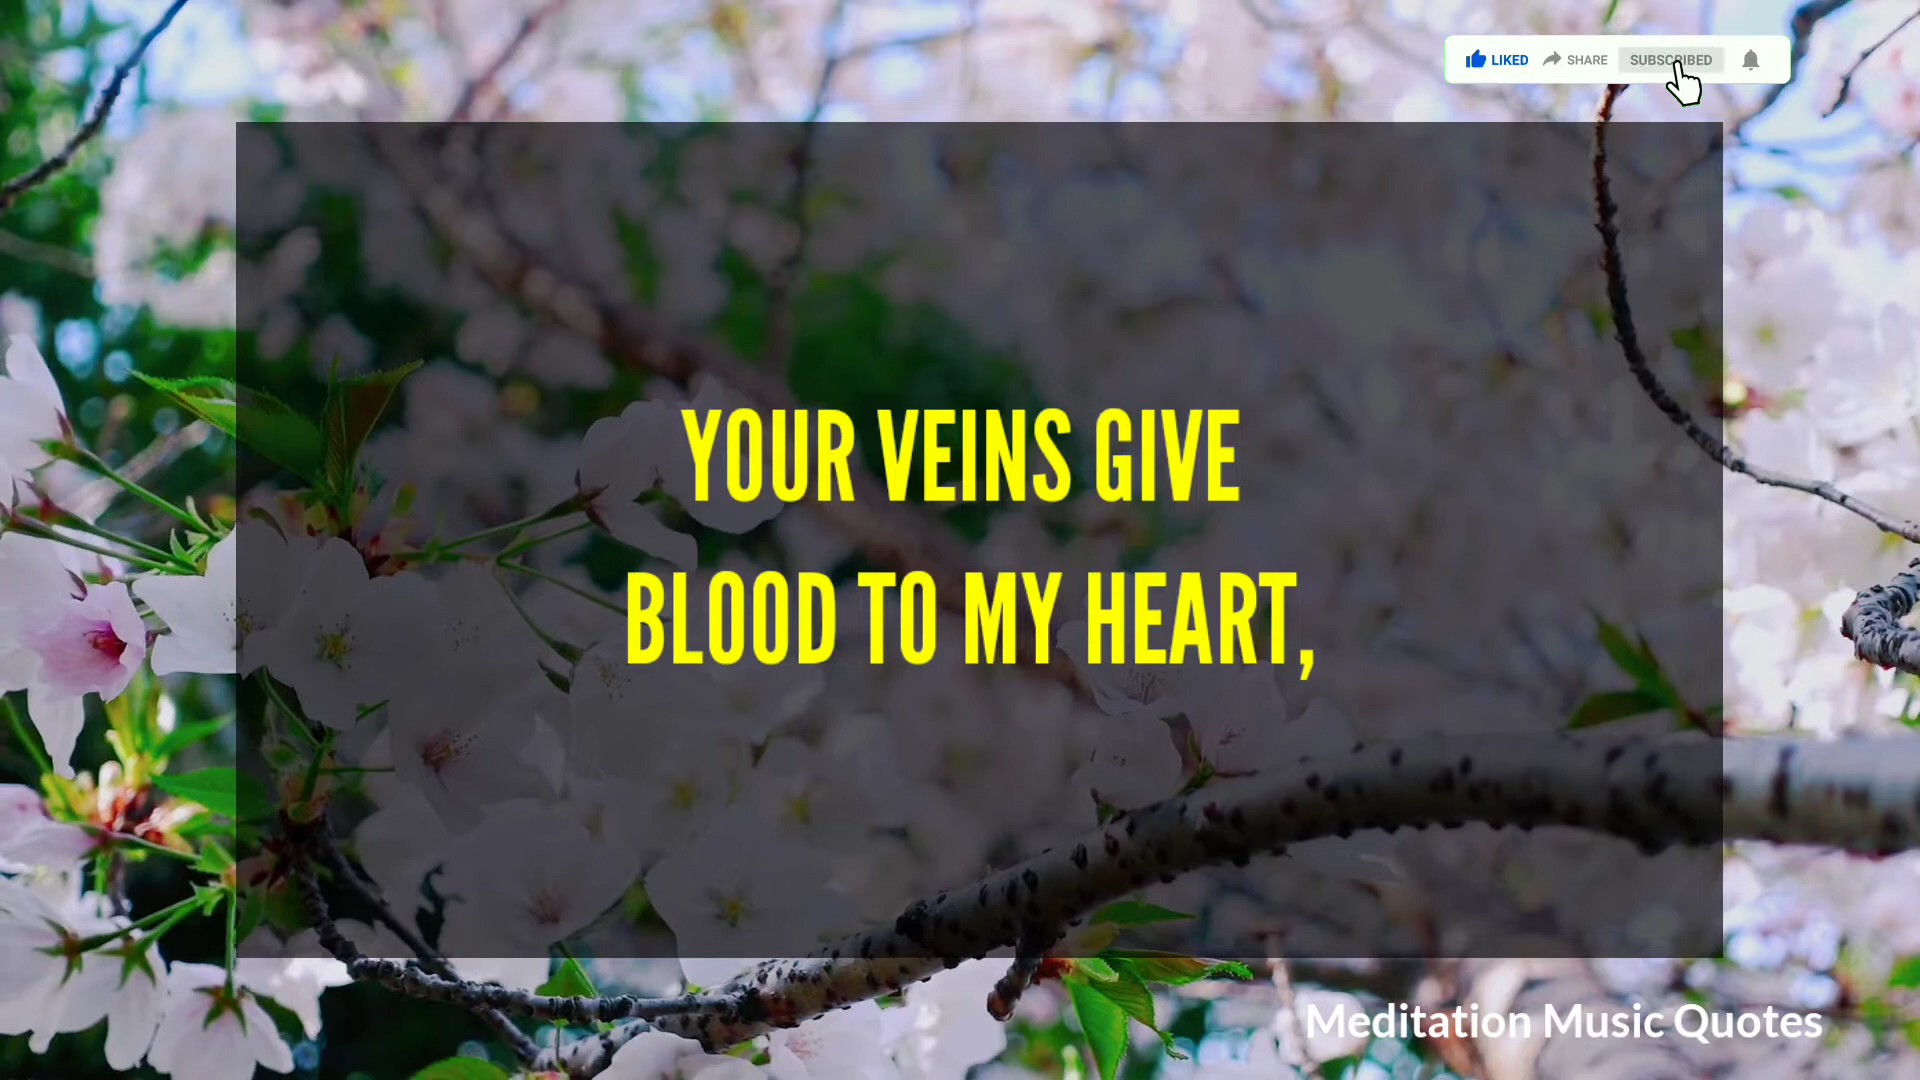 LIKED SHARE SUBSCRIBED
YOUR VEINS GIVE
BLOOD TO MY HEART,
Meditation Music Quotes